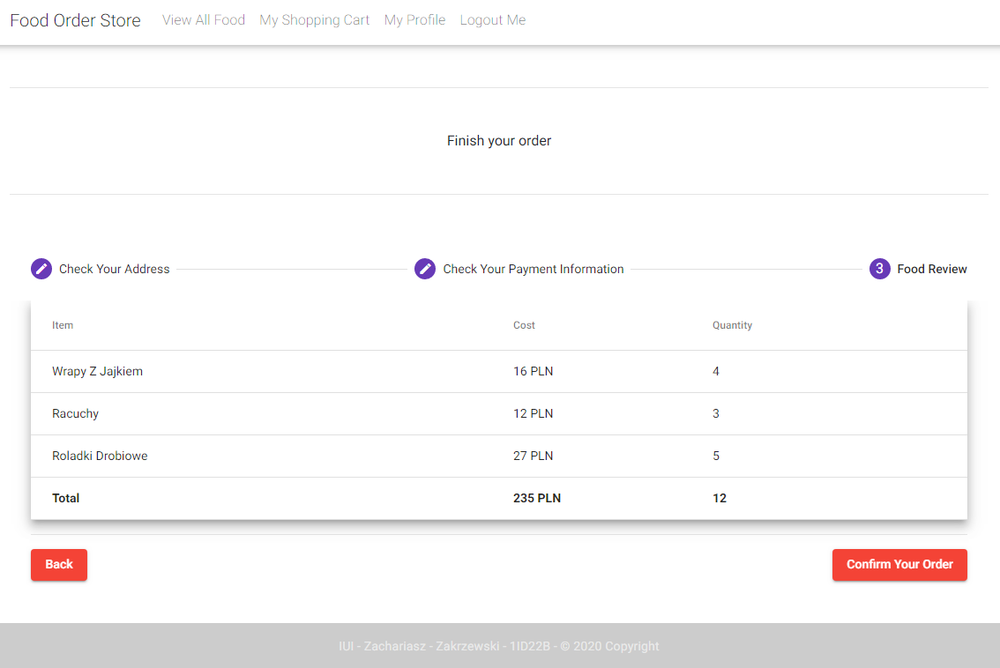 Food Order Store View All Food My Shopping Cart My Profile Logout Me
Finish your order
Check Your Address Check Your Payment Information 3 Food Review
Item Cost Quantity
Wrapy Z Jajkiem 16 PLN 4
Racuchy 12 PLN 3
Roladki Drobiowe 27 PLN 5
Total 235 PLN 12
Back Confirm Your Order
IUI - Zachariasz - Zakrzewski - 1ID22B - © 2020 Copyright